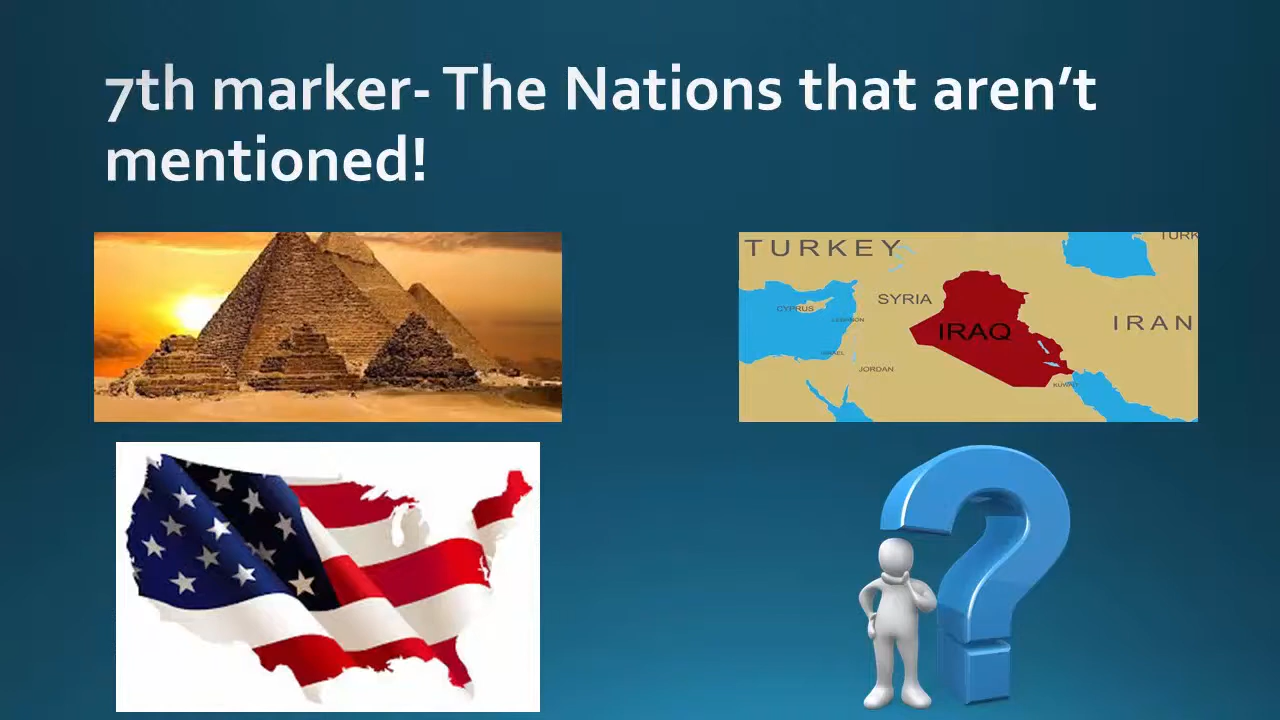 7th marker- The Nations that aren’t
mentioned!
TURKEY
TURK
SYRIA
CYPRUS
LEBANON
IRAQ
IRAN
ISRAEL
JORDAN
KUWAIT